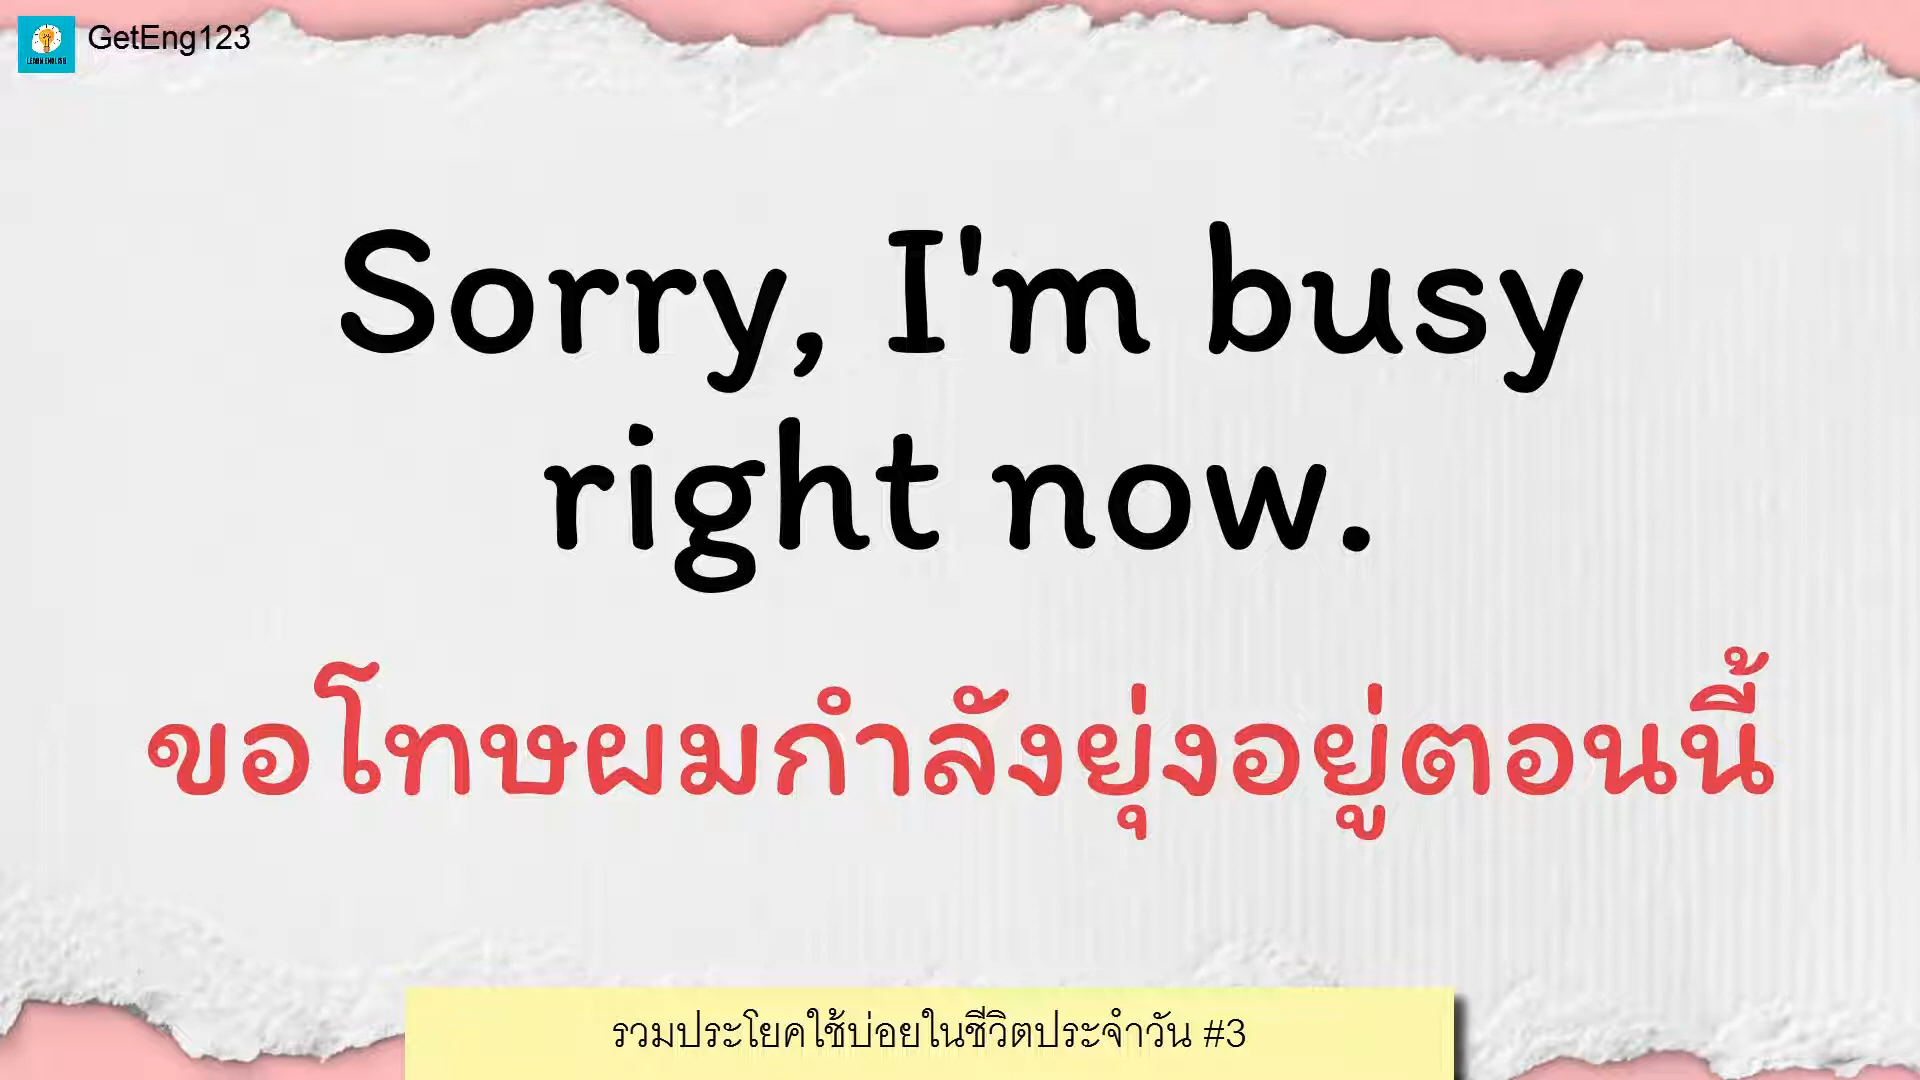 GetEng123
LEARN ENGLISH
Sorry, I'm busy
right now.
ขอโทษผมกำลังยุ่งอยู่ตอนนี้
รวมประโยคใช้บ่อยในชีวิตประจำวัน #3